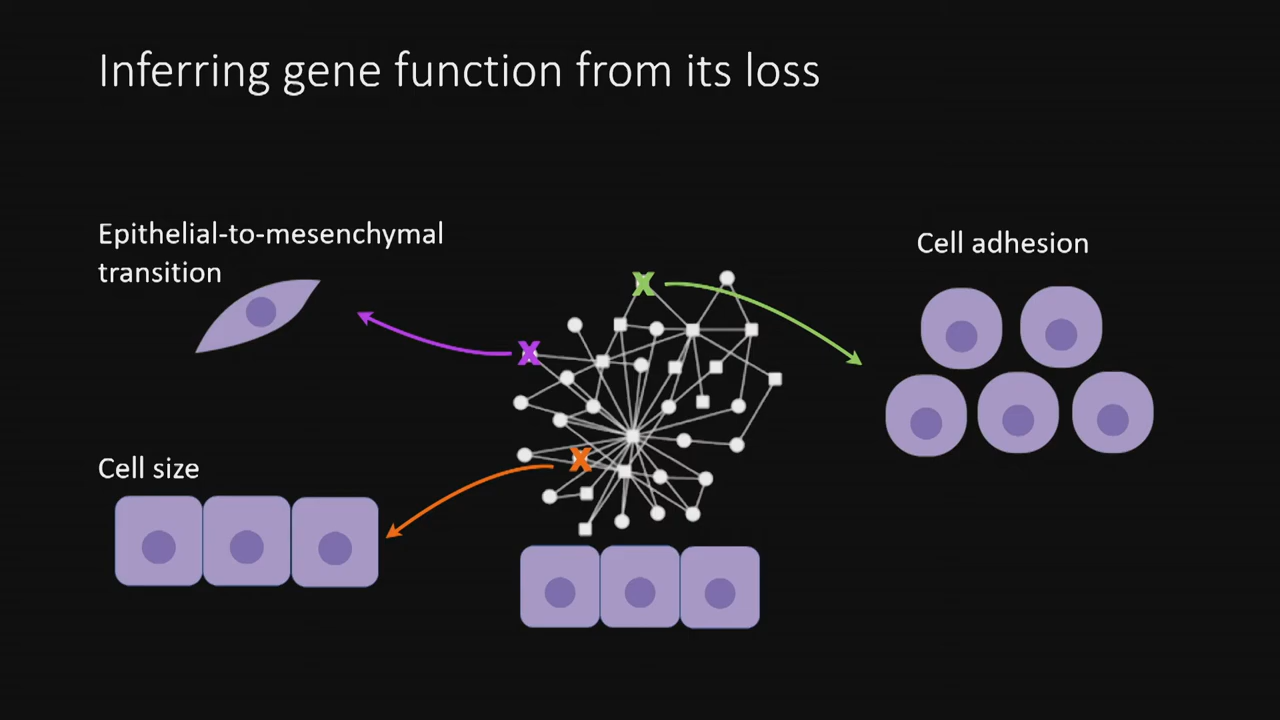 Inferring gene function from its loss
Epithelial-to-mesenchymal
transition
Cell adhesion
X
X
X
Cell size